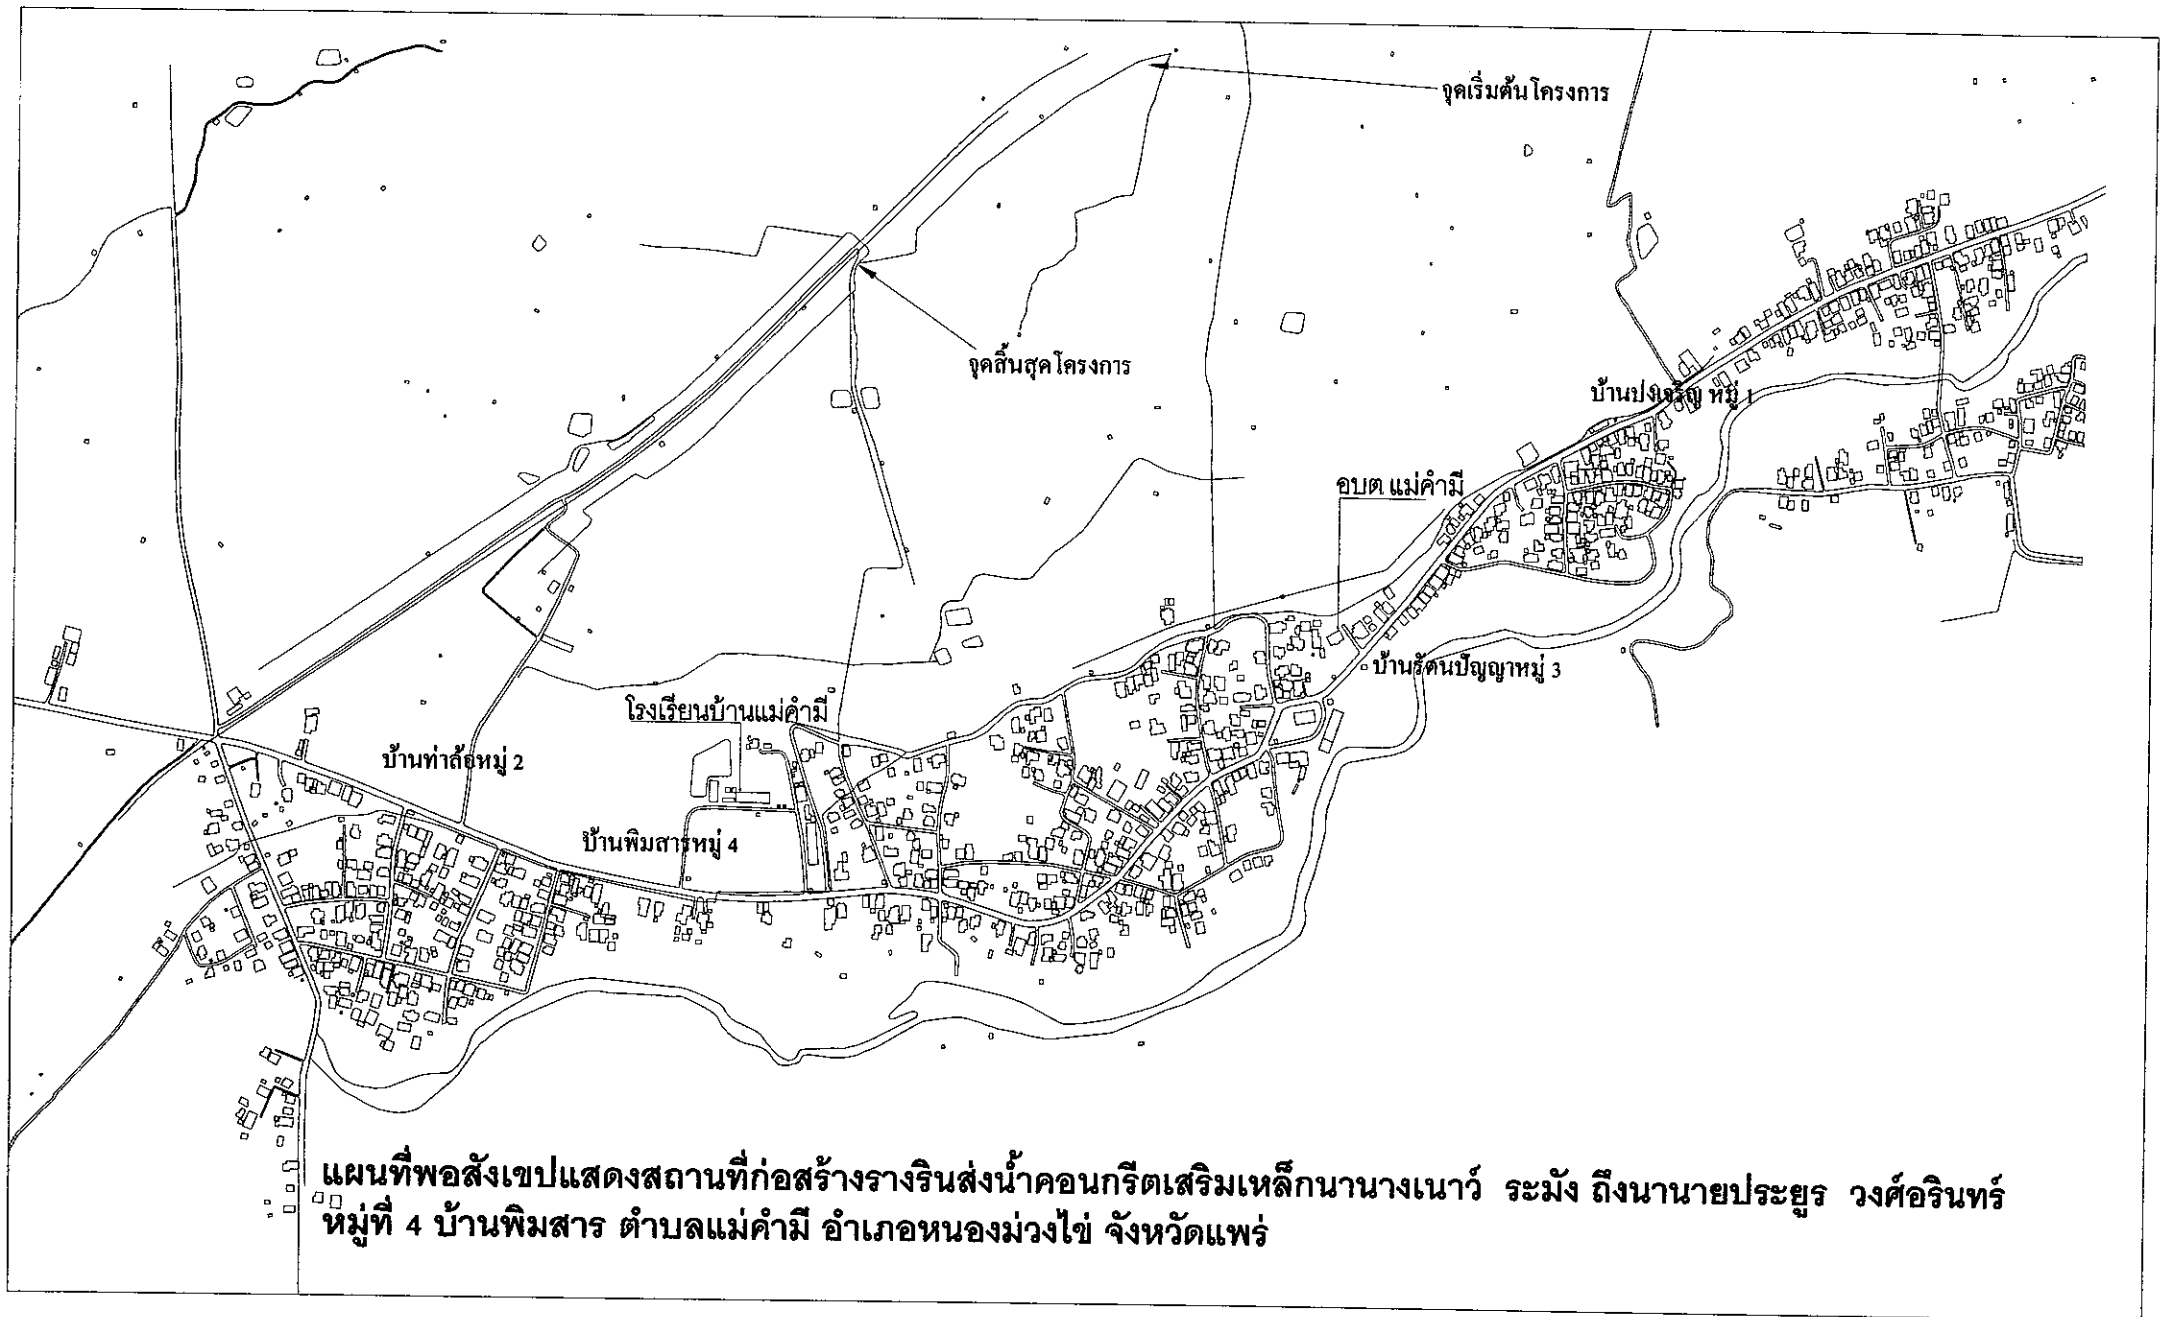 จุดเริ่มต้นโครงการ
จุดสิ้นสุดโครงการ
บ้านปงเจริญ หมู่ 1
อบต แม่คำมี
บ้านรัตนปัญญาหมู่ 3
โรงเรียนบ้านแม่คำมี
บ้านท่าล้อหมู่ 2
บ้านพิมสารหมู่ 4
แผนที่พอสังเขปแสดงสถานที่ก่อสร้างรางรินส่งน้ำคอนกรีตเสริมเหล็กนานางเนาว์ ระมัง ถึงนานายประยูร วงศ์อรินทร์
หมู่ที่ 4 บ้านพิมสาร ตำบลแม่คำมี อำเภอหนองม่วงไข่ จังหวัดแพร่